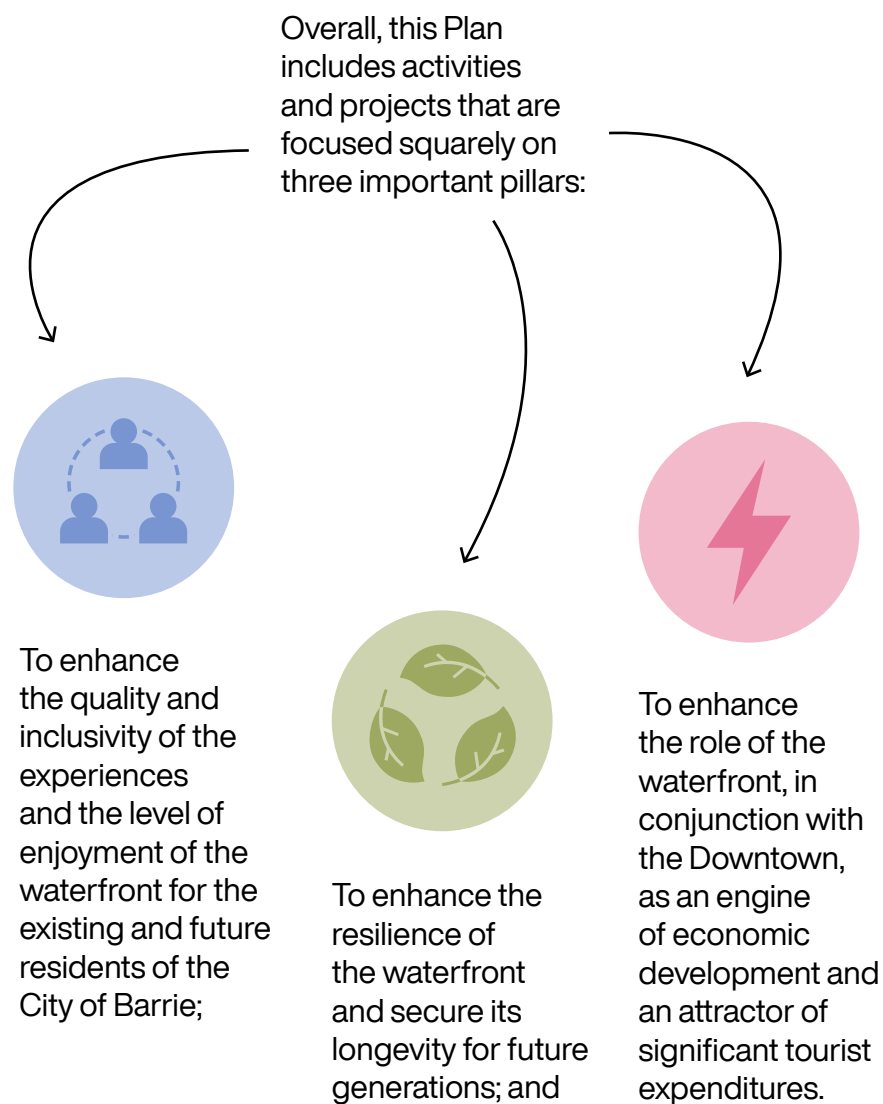 Overall, this Plan
includes activities
and projects that are
focused squarely on
three important pillars:
To enhance
the quality and
inclusivity of the
experiences
and the level of
enjoyment of the
waterfront for the
existing and future
residents of the
City of Barrie;
To enhance the
resilience of
the waterfront
and secure its
longevity for future
generations; and
To enhance
the role of the
waterfront, in
conjunction with
the Downtown,
as an engine
of economic
development and
an attractor of
significant tourist
expenditures.